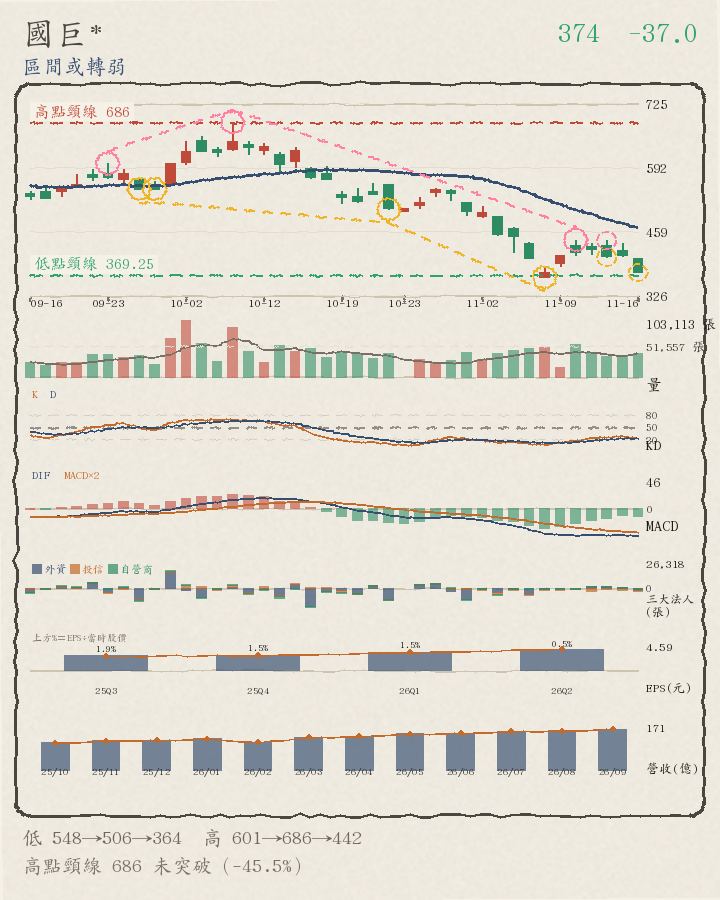 國巨*
374 -37.0
區間或轉弱
高點頸線 686
725
592
459
低點頸線 369.25
326
09-16 09-23 10-02 10-12 10-19 10-23 11-02 11-09 11-16
103,113 張
51,557 張
量
K D
80
50
20
KD
DIF MACD×2
46
0
MACD
外資 投信 自營商
26,318
0
三大法人
(張)
上方%=EPS÷當時股價
1.9% 1.5% 1.5% 0.5%
4.59
25Q3 25Q4 26Q1 26Q2
EPS(元)
171
25/10 25/11 25/12 26/01 26/02 26/03 26/04 26/05 26/06 26/07 26/08 26/09
營收(億)
低 548→506→364 高 601→686→442
高點頸線 686 未突破 (-45.5%)